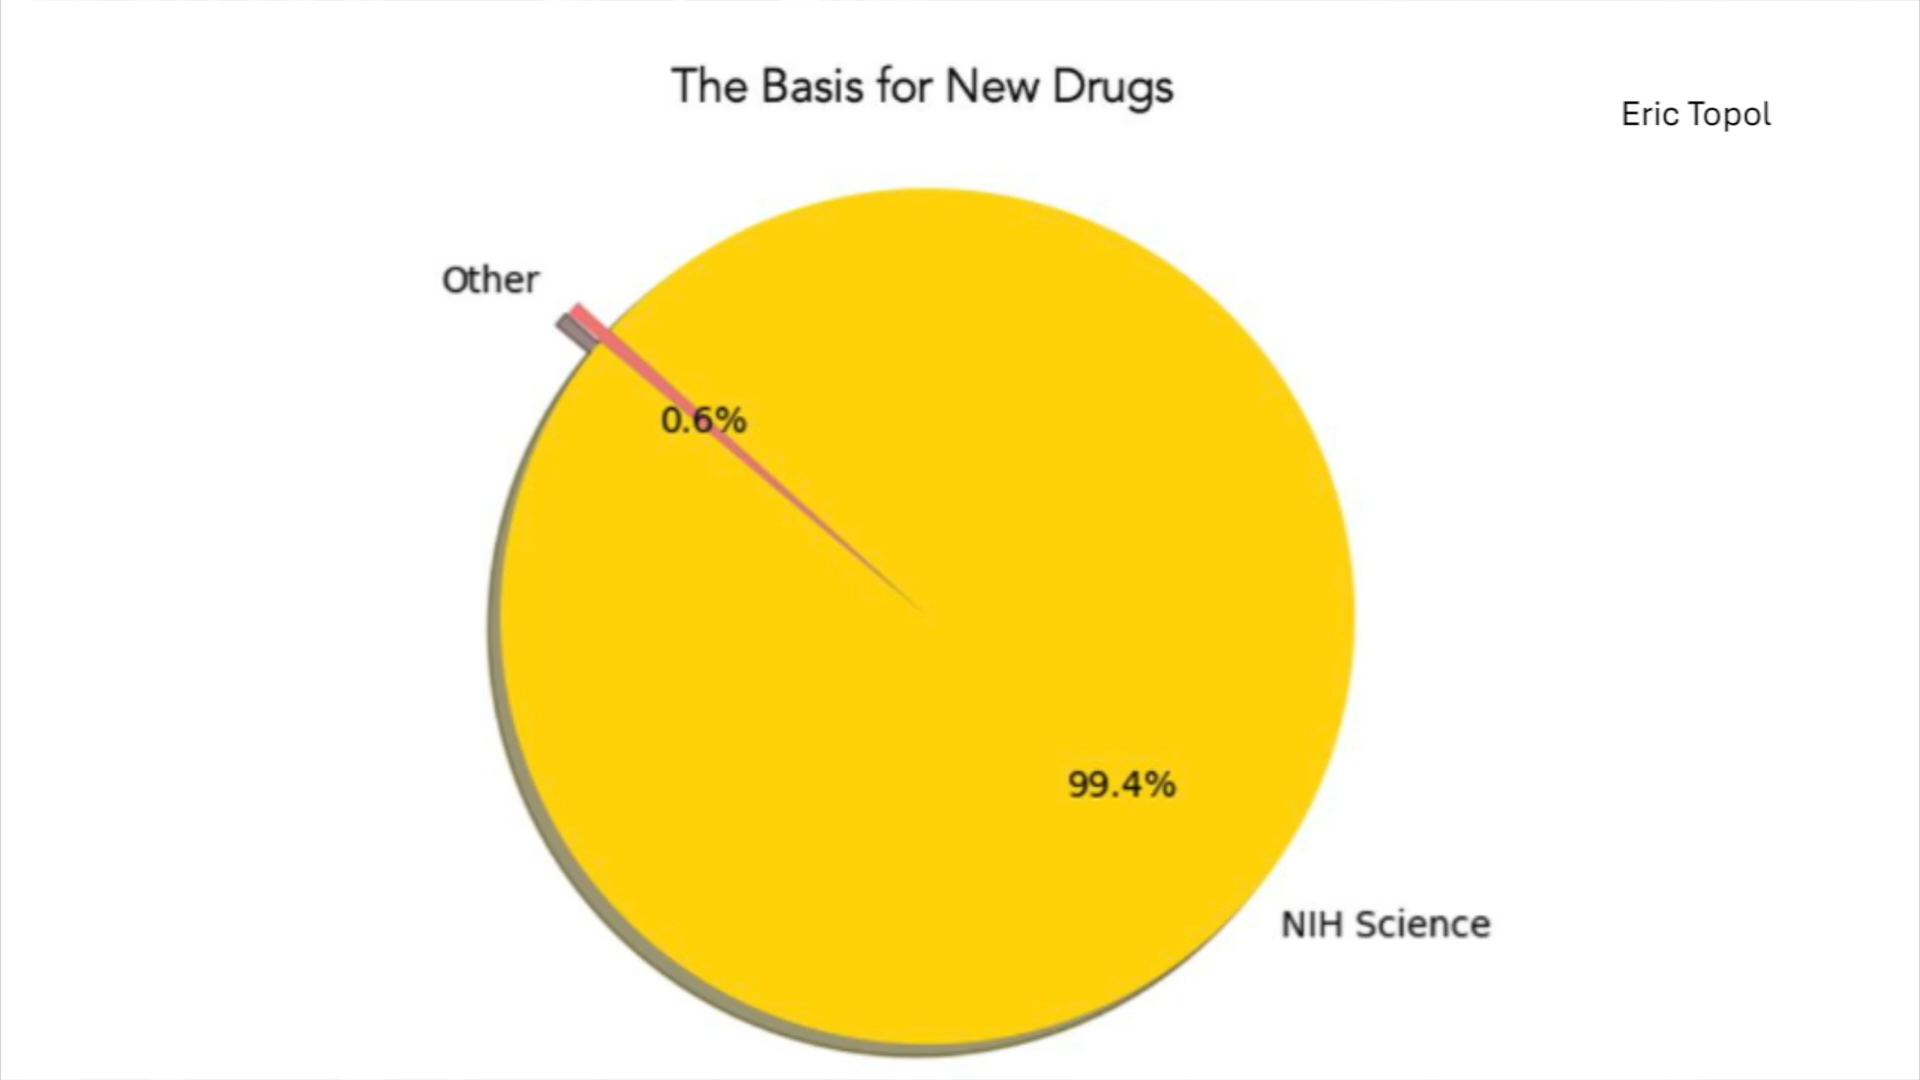 The Basis for New Drugs
Eric Topol
Other
0.6%
99.4%
NIH Science